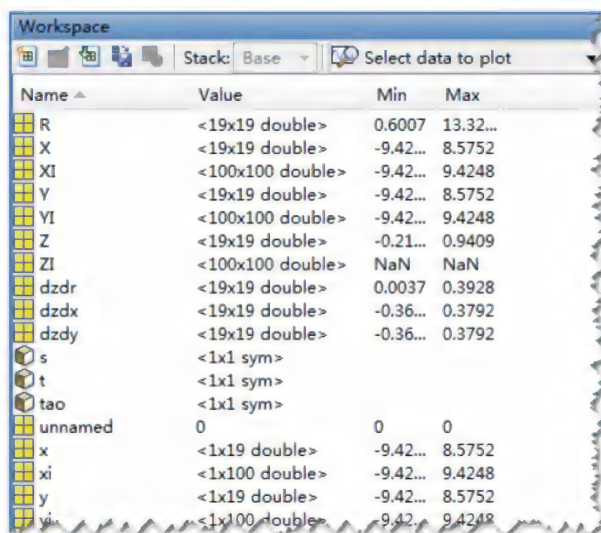 Workspace
Stack: Base Select data to plot
Name Value Min Max
R <19x19 double> 0.6007 13.32...
X <19x19 double> -9.42... 8.5752
XI <100x100 double> -9.42... 9.4248
Y <19x19 double> -9.42... 8.5752
YI <100x100 double> -9.42... 9.4248
Z <19x19 double> -0.21... 0.9409
ZI <100x100 double> NaN NaN
dzdr <19x19 double> 0.0037 0.3928
dzdx <19x19 double> -0.36... 0.3792
dzdy <19x19 double> -0.36... 0.3792
s <1x1 sym>
t <1x1 sym>
tao <1x1 sym>
unnamed 0 0 0
x <1x19 double> -9.42... 8.5752
xi <1x100 double> -9.42... 9.4248
y <1x19 double> -9.42... 8.5752
yi <1x100 double> -9.42... 9.4248